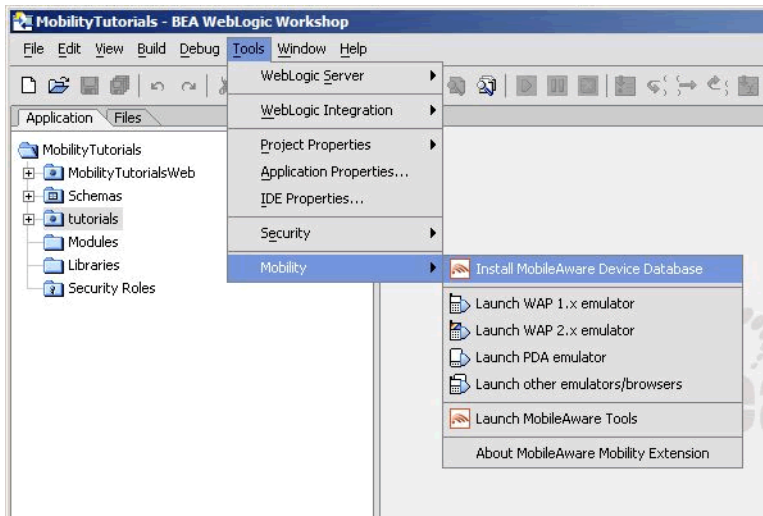 MobilityTutorials - BEA WebLogic Workshop
File Edit View Build Debug Tools Window Help
Application Files
MobilityTutorials
MobilityTutorialsWeb
Schemas
tutorials
Modules
Libraries
Security Roles
WebLogic Server
WebLogic Integration
Project Properties
Application Properties...
IDE Properties...
Security
Mobility
Install MobileAware Device Database
Launch WAP 1.x emulator
Launch WAP 2.x emulator
Launch PDA emulator
Launch other emulators/browsers
Launch MobileAware Tools
About MobileAware Mobility Extension